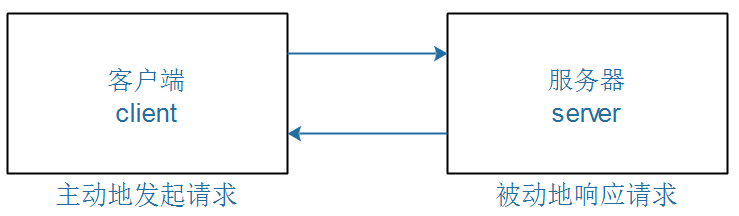 客户端
client
服务器
server
主动地发起请求
被动地响应请求